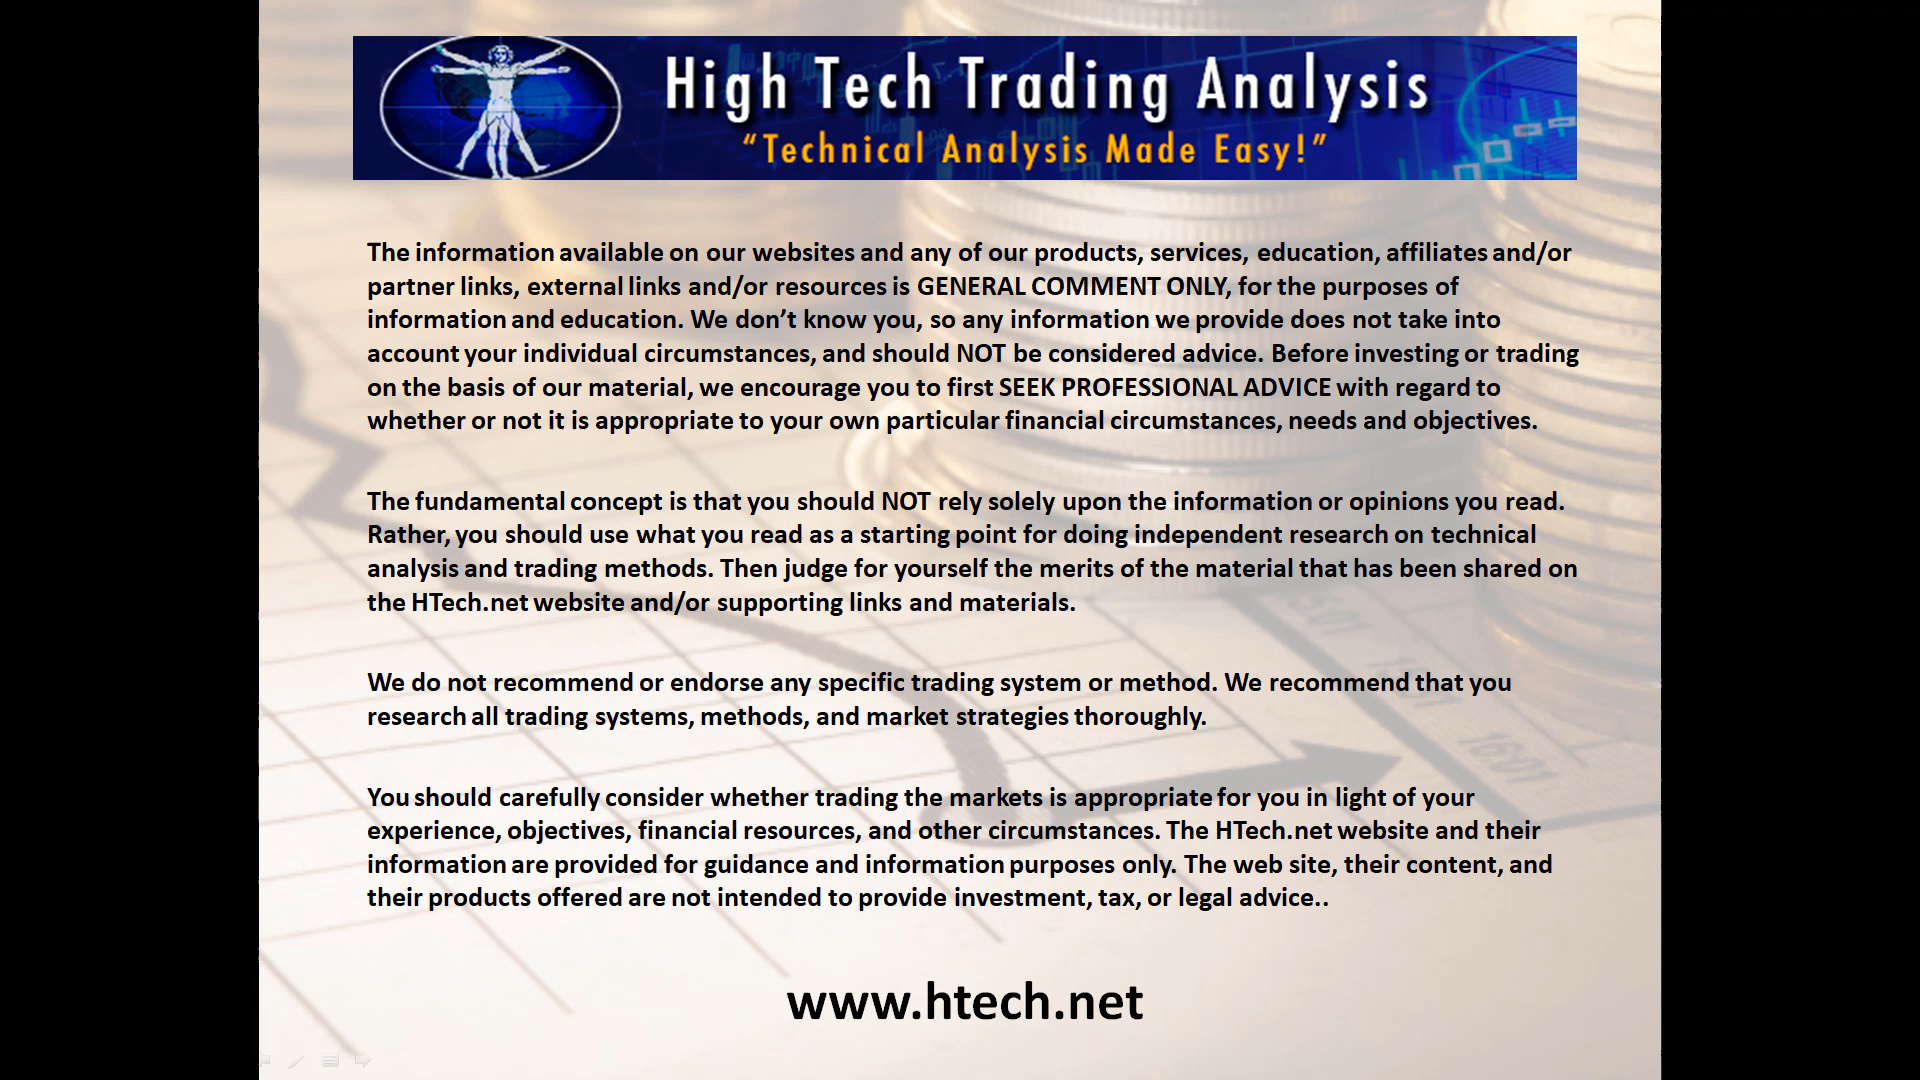 High Tech Trading Analysis
“Technical Analysis Made Easy!”
The information available on our websites and any of our products, services, education, affiliates and/or
partner links, external links and/or resources is GENERAL COMMENT ONLY, for the purposes of
information and education. We don’t know you, so any information we provide does not take into
account your individual circumstances, and should NOT be considered advice. Before investing or trading
on the basis of our material, we encourage you to first SEEK PROFESSIONAL ADVICE with regard to
whether or not it is appropriate to your own particular financial circumstances, needs and objectives.
The fundamental concept is that you should NOT rely solely upon the information or opinions you read.
Rather, you should use what you read as a starting point for doing independent research on technical
analysis and trading methods. Then judge for yourself the merits of the material that has been shared on
the HTech.net website and/or supporting links and materials.
We do not recommend or endorse any specific trading system or method. We recommend that you
research all trading systems, methods, and market strategies thoroughly.
You should carefully consider whether trading the markets is appropriate for you in light of your
experience, objectives, financial resources, and other circumstances. The HTech.net website and their
information are provided for guidance and information purposes only. The web site, their content, and
their products offered are not intended to provide investment, tax, or legal advice..
16:01
www.htech.net